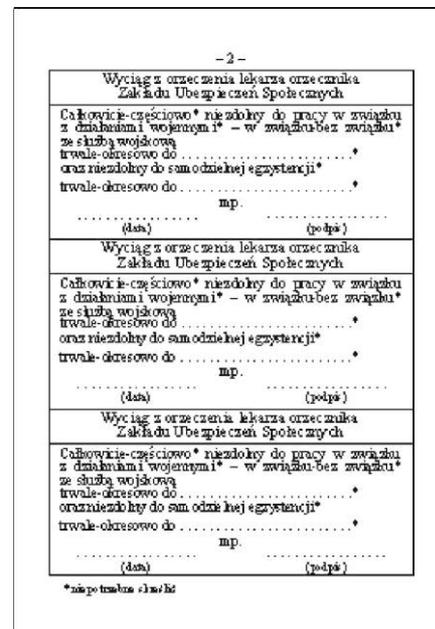 – 2 –
Wyciąg z orzeczenia lekarza orzecznika
Zakładu Ubezpieczeń Społecznych
Całkowicie-częściowo* niezdolny do pracy w związku
z działaniami wojennymi* – w związku-bez związku*
ze służbą wojskową
trwale-okresowo do . . . . . . . . . . . . . . . . . . . . . . . . . . *
oraz niezdolny do samodzielnej egzystencji*
trwale-okresowo do . . . . . . . . . . . . . . . . . . . . . . . . . . *
mp.
. . . . . . . . . . . . . . . . . . . . . . . . . . . . . .
(data) (podpis)
Wyciąg z orzeczenia lekarza orzecznika
Zakładu Ubezpieczeń Społecznych
Całkowicie-częściowo* niezdolny do pracy w związku
z działaniami wojennymi* – w związku-bez związku*
ze służbą wojskową
trwale-okresowo do . . . . . . . . . . . . . . . . . . . . . . . . . . *
oraz niezdolny do samodzielnej egzystencji*
trwale-okresowo do . . . . . . . . . . . . . . . . . . . . . . . . . . *
mp.
. . . . . . . . . . . . . . . . . . . . . . . . . . . . . .
(data) (podpis)
Wyciąg z orzeczenia lekarza orzecznika
Zakładu Ubezpieczeń Społecznych
Całkowicie-częściowo* niezdolny do pracy w związku
z działaniami wojennymi* – w związku-bez związku*
ze służbą wojskową
trwale-okresowo do . . . . . . . . . . . . . . . . . . . . . . . . . . *
oraz niezdolny do samodzielnej egzystencji*
trwale-okresowo do . . . . . . . . . . . . . . . . . . . . . . . . . . *
mp.
. . . . . . . . . . . . . . . . . . . . . . . . . . . . . .
(data) (podpis)
*niepotrzebne skreślić